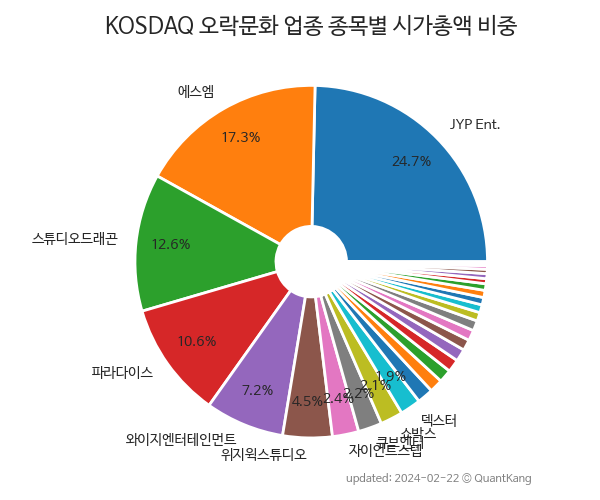 KOSDAQ 오락문화 업종 종목별 시가총액 비중
JYP Ent.
24.7%
에스엠
17.3%
스튜디오드래곤
12.6%
파라다이스
10.6%
와이지엔터테인먼트
7.2%
위지윅스튜디오
4.5%
자이언트스텝
2.4%
큐브엔터
2.2%
쇼박스
2.1%
덱스터
1.9%
updated: 2024-02-22 © QuantKang